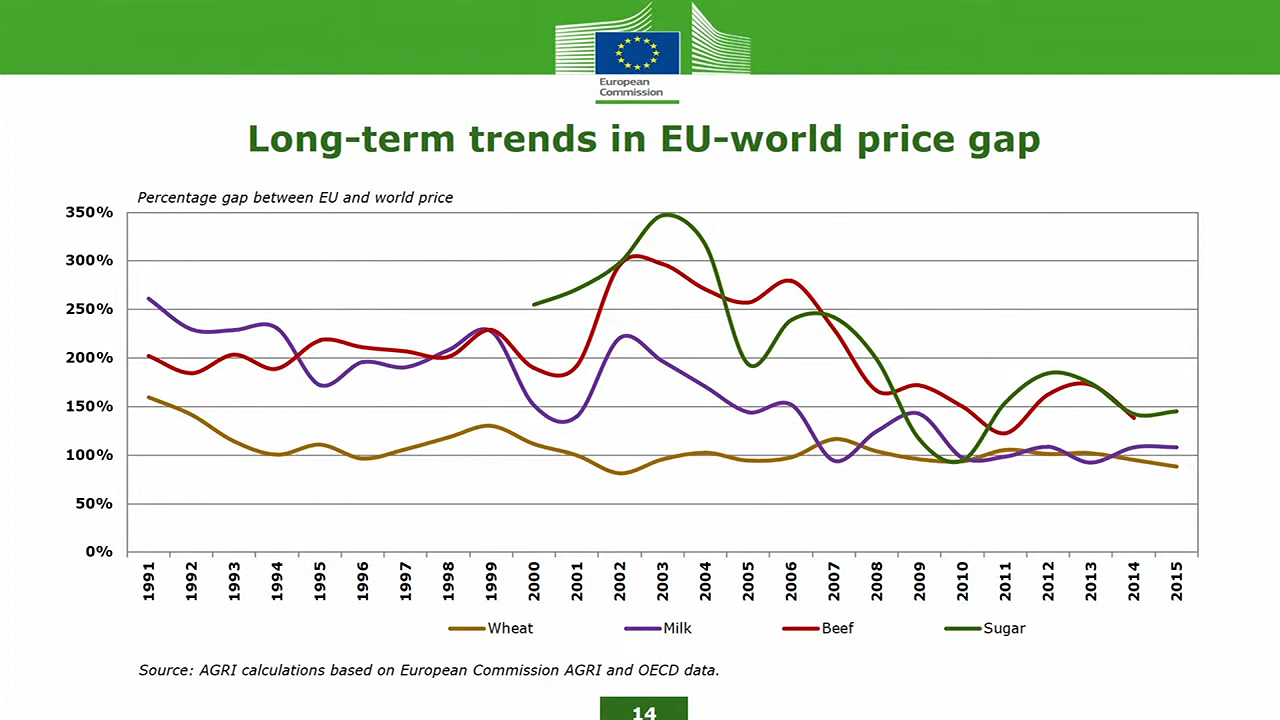 European
Commission
Long-term trends in EU-world price gap
Percentage gap between EU and world price
350%
300%
250%
200%
150%
100%
50%
0%
1991 1992 1993 1994 1995 1996 1997 1998 1999 2000 2001 2002 2003 2004 2005 2006 2007 2008 2009 2010 2011 2012 2013 2014 2015
Wheat Milk Beef Sugar
Source: AGRI calculations based on European Commission AGRI and OECD data.
14